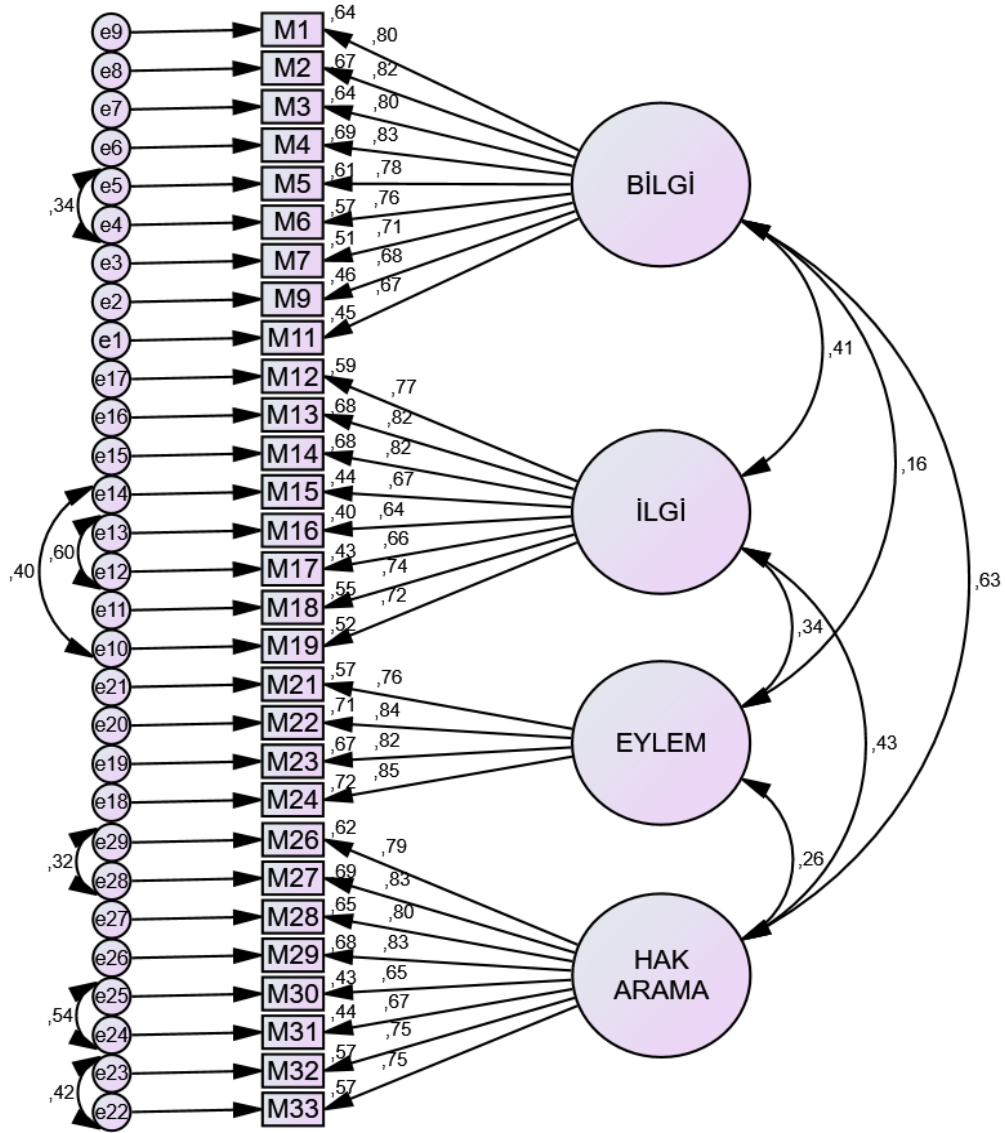 e9 M1 ,64 ,80
e8 M2 ,67 ,82
e7 M3 ,64 ,80
e6 M4 ,69 ,83
e5 M5 ,61 ,78
,34
e4 M6 ,57 ,76
e3 M7 ,51 ,71
e2 M9 ,46 ,68
e1 M11 ,45 ,67
BİLGİ
e17 M12 ,59 ,77
e16 M13 ,68 ,82
e15 M14 ,68 ,82
e14 M15 ,44 ,67
e13 M16 ,40 ,64
,60
,40
e12 M17 ,43 ,66
e11 M18 ,55 ,74
e10 M19 ,52 ,72
İLGİ
e21 M21 ,57 ,76
e20 M22 ,71 ,84
e19 M23 ,67 ,82
e18 M24 ,72 ,85
EYLEM
e29 M26 ,62 ,79
,32
e28 M27 ,69 ,83
e27 M28 ,65 ,80
e26 M29 ,68 ,83
e25 M30 ,43 ,65
,54
e24 M31 ,44 ,67
e23 M32 ,57 ,75
,42
e22 M33 ,57 ,75
HAK
ARAMA
,41
,16
,63
,34
,43
,26